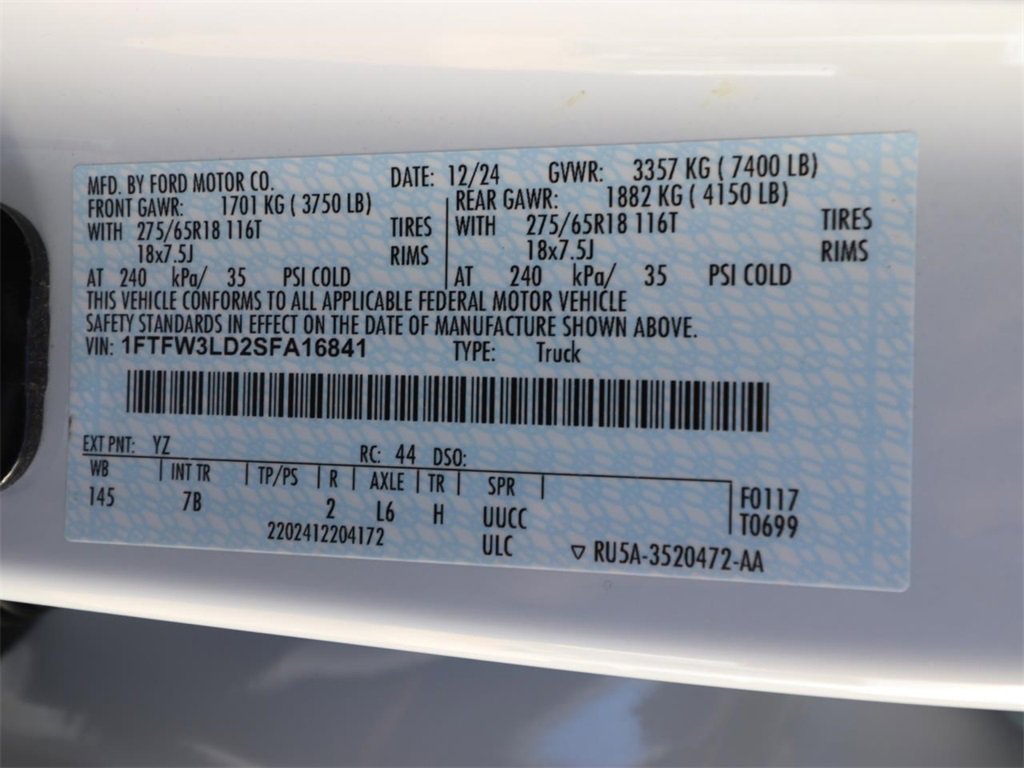 MFD. BY FORD MOTOR CO. DATE: 12/24 GVWR: 3357 KG ( 7400 LB)
FRONT GAWR: 1701 KG ( 3750 LB) REAR GAWR: 1882 KG ( 4150 LB)
WITH 275/65R18 116T TIRES WITH 275/65R18 116T TIRES
18x7.5J RIMS 18x7.5J RIMS
AT 240 kPa/ 35 PSI COLD AT 240 kPa/ 35 PSI COLD
THIS VEHICLE CONFORMS TO ALL APPLICABLE FEDERAL MOTOR VEHICLE
SAFETY STANDARDS IN EFFECT ON THE DATE OF MANUFACTURE SHOWN ABOVE.
VIN: 1FTFW3LD2SFA16841 TYPE: Truck
EXT PNT: YZ RC: 44 DSO:
WB INT TR TP/PS R AXLE TR SPR
145 7B 2 L6 H UUCC F0117
T0699
2202412204172 ULC ▽ RU5A-3520472-AA